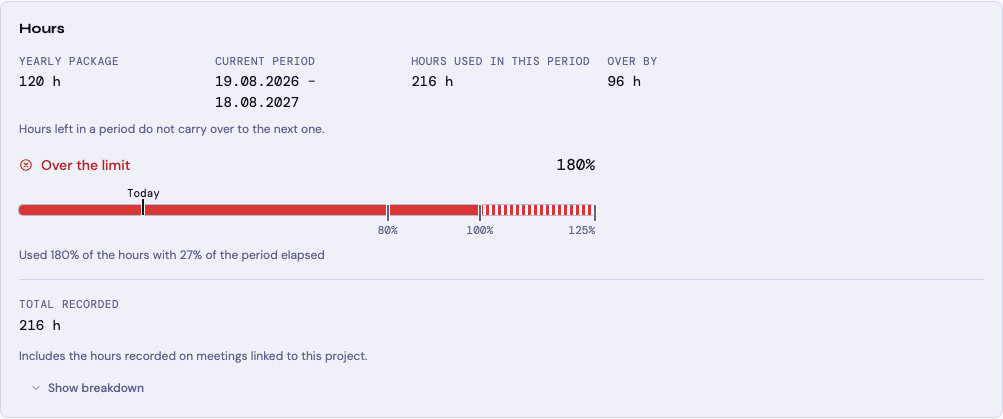 Hours
YEARLY PACKAGE
120 h
CURRENT PERIOD
19.08.2026 –
18.08.2027
HOURS USED IN THIS PERIOD
216 h
OVER BY
96 h
Hours left in a period do not carry over to the next one.
Over the limit
180%
Today
80%
100%
125%
Used 180% of the hours with 27% of the period elapsed
TOTAL RECORDED
216 h
Includes the hours recorded on meetings linked to this project.
Show breakdown